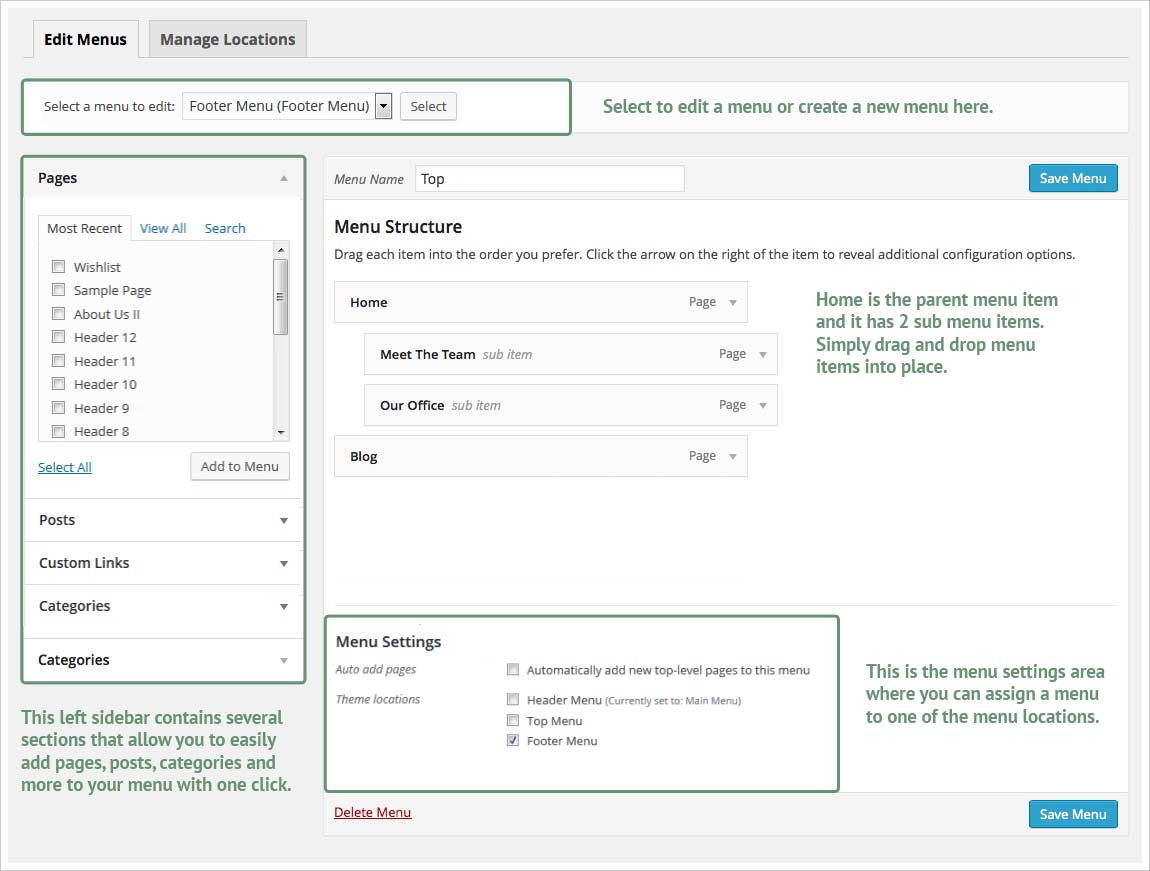 Edit Menus
Manage Locations
Select a menu to edit: Footer Menu (Footer Menu) Select
Select to edit a menu or create a new menu here.
Pages
Most Recent View All Search
Wishlist
Sample Page
About Us II
Header 12
Header 11
Header 10
Header 9
Header 8
Select All
Add to Menu
Posts
Custom Links
Categories
Categories
This left sidebar contains several
sections that allow you to easily
add pages, posts, categories and
more to your menu with one click.
Menu Name Top
Save Menu
Menu Structure
Drag each item into the order you prefer. Click the arrow on the right of the item to reveal additional configuration options.
Home Page
Meet The Team sub item Page
Our Office sub item Page
Blog Page
Home is the parent menu item
and it has 2 sub menu items.
Simply drag and drop menu
items into place.
Menu Settings
Auto add pages Automatically add new top-level pages to this menu
Theme locations Header Menu (Currently set to: Main Menu)
Top Menu
Footer Menu
This is the menu settings area
where you can assign a menu
to one of the menu locations.
Delete Menu
Save Menu